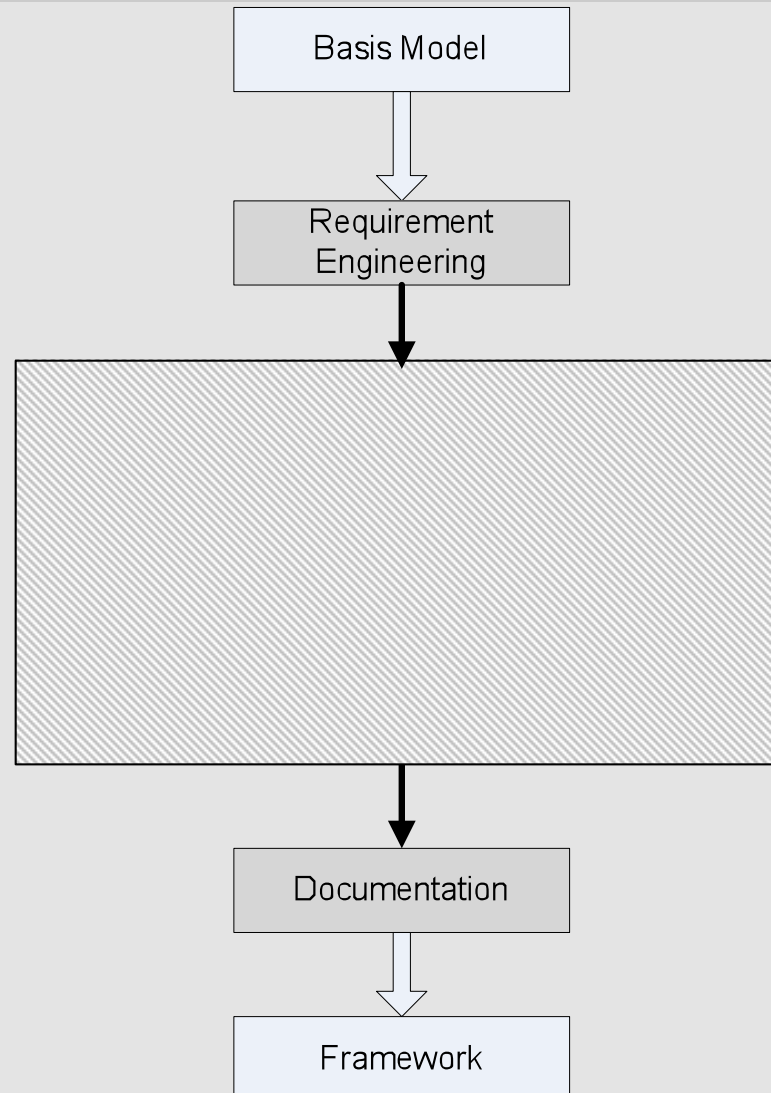 Basis Model
Requirement
Engineering
Documentation
Framework